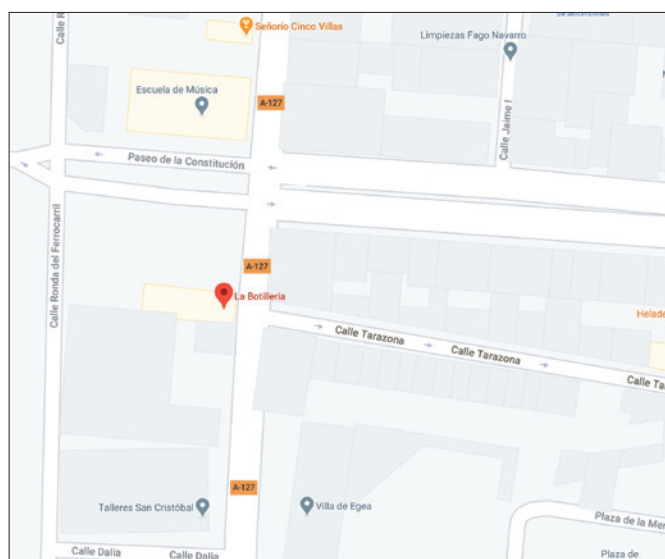 Señorio Cinco Villas
Limpiezas Fago Navarro
Escuela de Música
A-127
Calle Jaime I
Paseo de la Constitución
Calle Ronda del Ferrocarril
A-127
La Botillería
Calle Tarazona
Calle Tarazona
Calle Ta
Helade
A-127
Talleres San Cristóbal
Villa de Egea
Plaza de la Mer
Plaza de
Calle Dalia
Calle Dalia